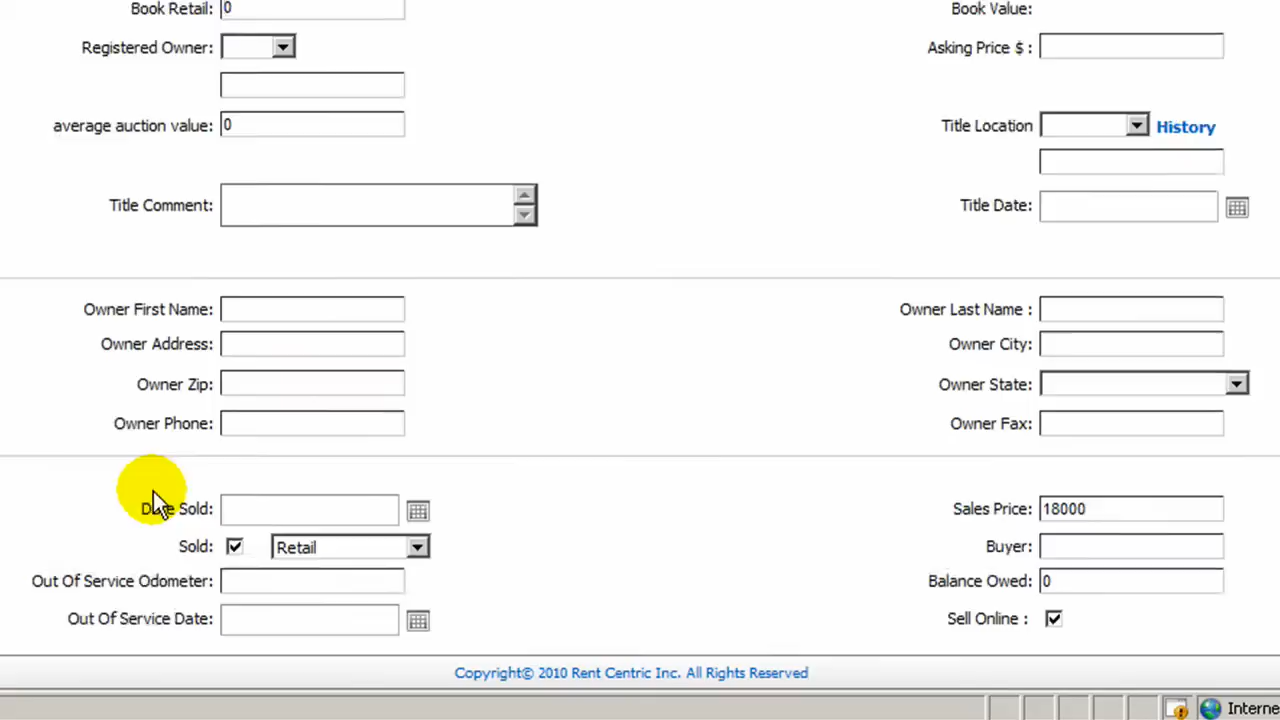 Book Retail: 0 Book Value:
Registered Owner: Asking Price $ :
average auction value: 0 Title Location History
Title Comment: Title Date:
Owner First Name: Owner Last Name :
Owner Address: Owner City:
Owner Zip: Owner State:
Owner Phone: Owner Fax:
Date Sold: Sales Price: 18000
Sold: Retail Buyer:
Out Of Service Odometer: Balance Owed: 0
Out Of Service Date: Sell Online :
Copyright© 2010 Rent Centric Inc. All Rights Reserved
Interne